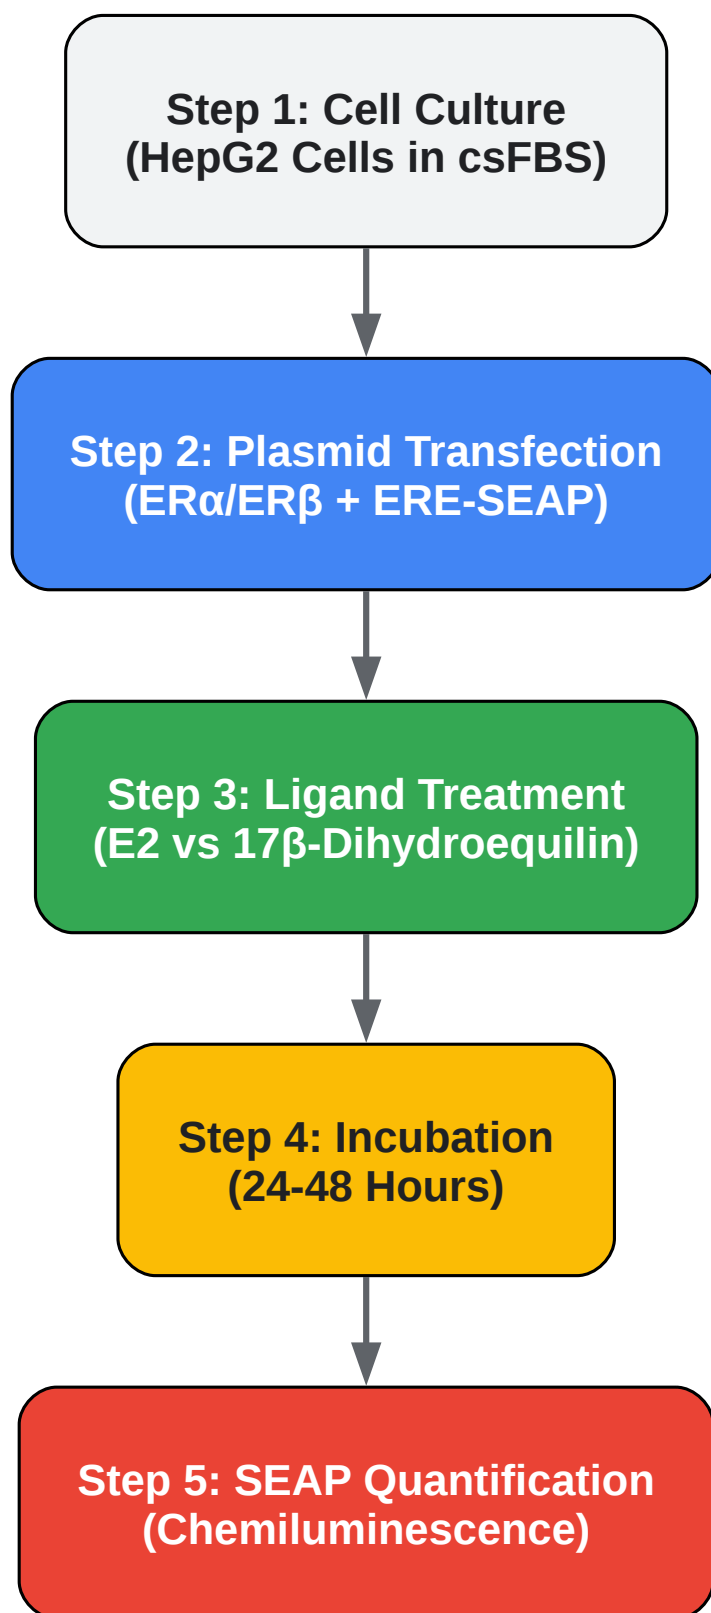 Step 1: Cell Culture
(HepG2 Cells in csFBS)
Step 2: Plasmid Transfection
(ERα/ERβ + ERE-SEAP)
Step 3: Ligand Treatment
(E2 vs 17β-Dihydroequilin)
Step 4: Incubation
(24-48 Hours)
Step 5: SEAP Quantification
(Chemiluminescence)